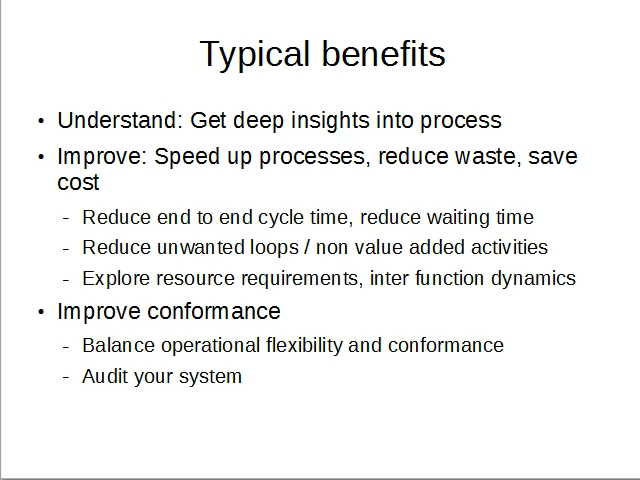 Typical benefits
• Understand: Get deep insights into process
• Improve: Speed up processes, reduce waste, save
cost
- Reduce end to end cycle time, reduce waiting time
- Reduce unwanted loops / non value added activities
- Explore resource requirements, inter function dynamics
• Improve conformance
- Balance operational flexibility and conformance
- Audit your system